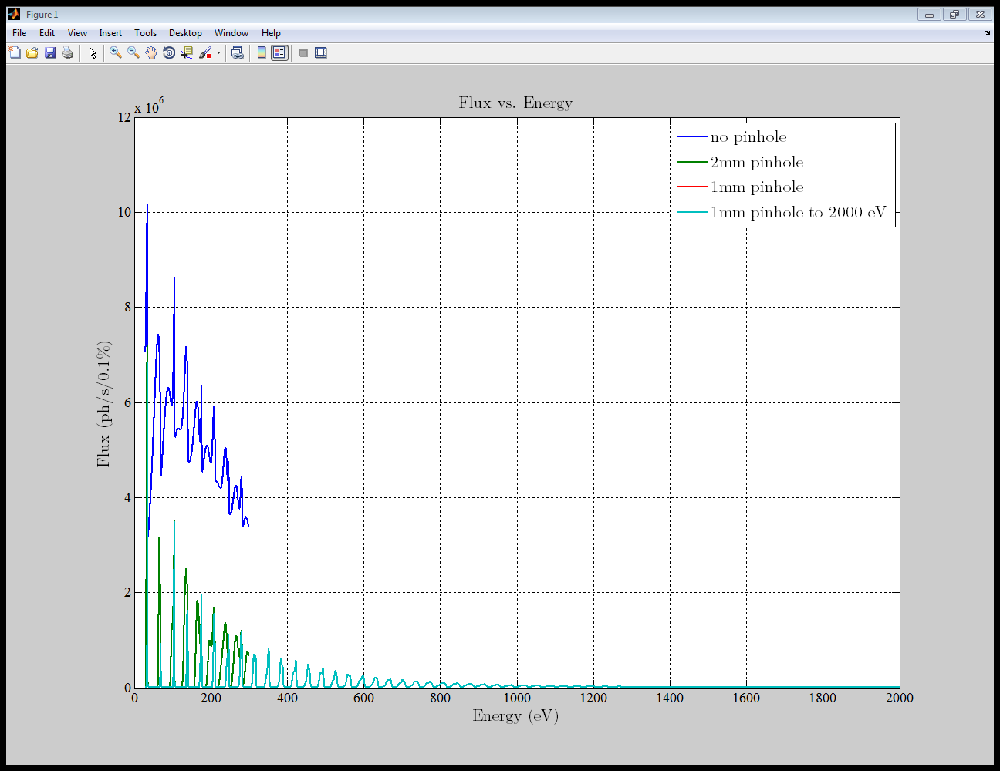 Figure 1
File Edit View Insert Tools Desktop Window Help
Flux vs. Energy
x 10^6
12
10
8
6
4
2
0
Flux (ph/s/0.1%)
no pinhole
2mm pinhole
1mm pinhole
1mm pinhole to 2000 eV
0 200 400 600 800 1000 1200 1400 1600 1800 2000
Energy (eV)